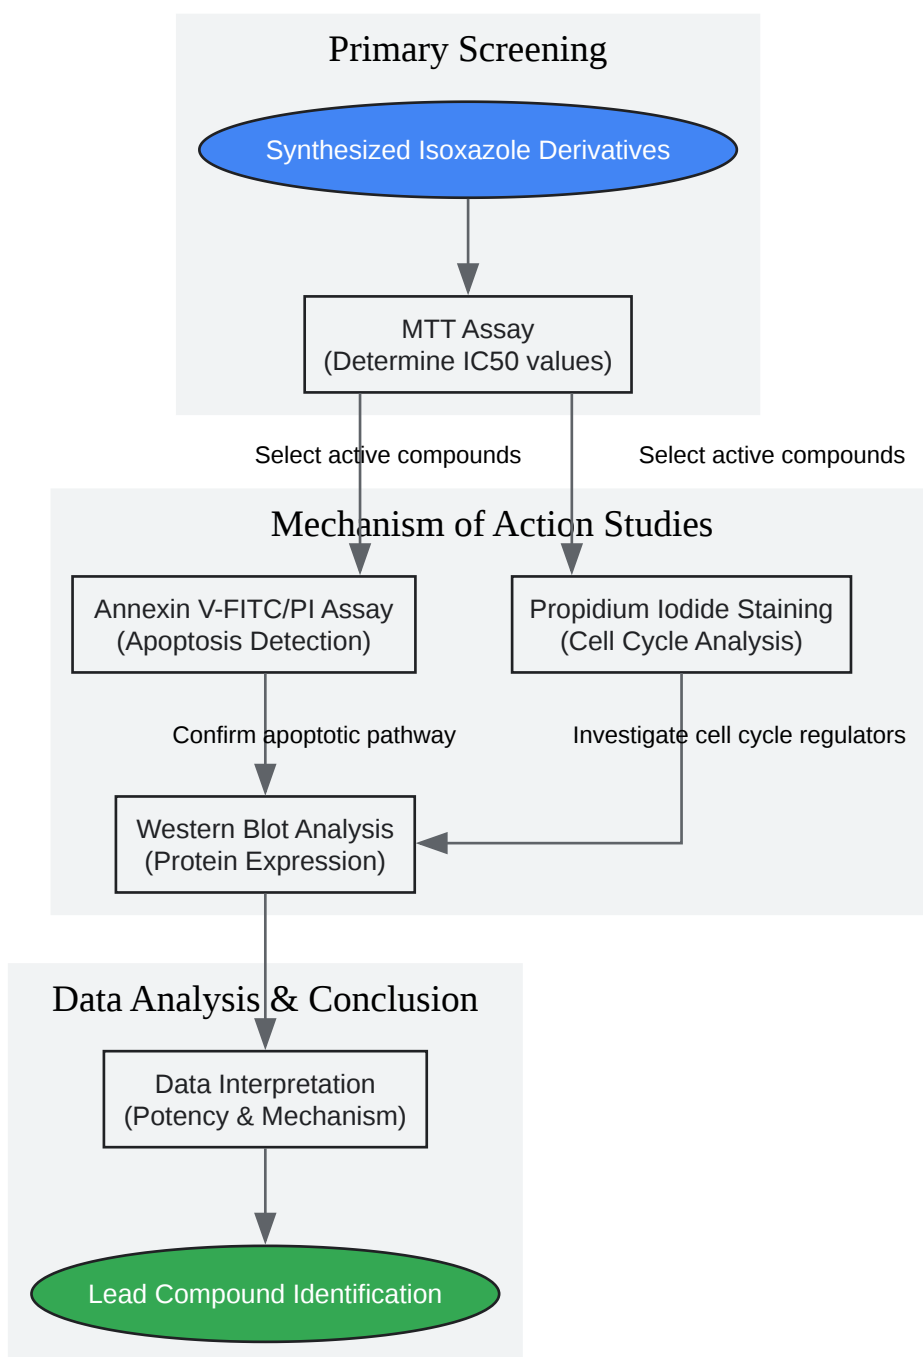 Primary Screening
Synthesized Isoxazole Derivatives
MTT Assay
(Determine IC50 values)
Select active compounds
Select active compounds
Mechanism of Action Studies
Annexin V-FITC/PI Assay
(Apoptosis Detection)
Propidium Iodide Staining
(Cell Cycle Analysis)
Confirm apoptotic pathway
Investigate cell cycle regulators
Western Blot Analysis
(Protein Expression)
Data Analysis & Conclusion
Data Interpretation
(Potency & Mechanism)
Lead Compound Identification